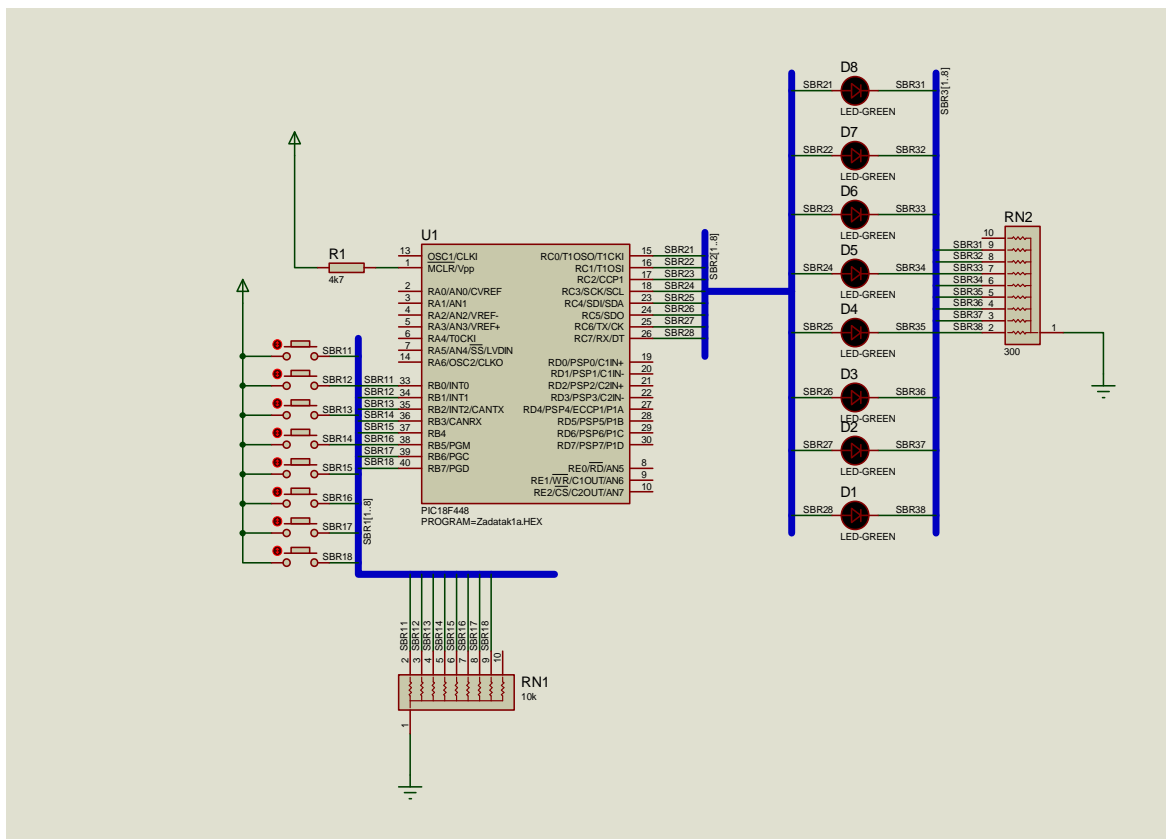 D8
SBR21
SBR31
LED-GREEN
SBR3[1..8]
D7
SBR22
SBR32
LED-GREEN
D6
SBR23
SBR33
LED-GREEN
D5
SBR24
SBR34
LED-GREEN
D4
SBR25
SBR35
LED-GREEN
D3
SBR26
SBR36
LED-GREEN
D2
SBR27
SBR37
LED-GREEN
D1
SBR28
SBR38
LED-GREEN
RN2
10
SBR31 9
SBR32 8
SBR33 7
SBR34 6
SBR35 5
SBR36 4
SBR37 3
SBR38 2
1
300
R1
4k7
U1
13 OSC1/CLKI
1 MCLR/Vpp
2 RA0/AN0/CVREF
3 RA1/AN1
4 RA2/AN2/VREF-
5 RA3/AN3/VREF+
6 RA4/T0CKI
7 RA5/AN4/SS/LVDIN
14 RA6/OSC2/CLKO
SBR11 33 RB0/INT0
SBR12 34 RB1/INT1
SBR13 35 RB2/INT2/CANTX
SBR14 36 RB3/CANRX
SBR15 37 RB4
SBR16 38 RB5/PGM
SBR17 39 RB6/PGC
SBR18 40 RB7/PGD
RC0/T1OSO/T1CKI 15 SBR21
RC1/T1OSI 16 SBR22
RC2/CCP1 17 SBR23
RC3/SCK/SCL 18 SBR24
RC4/SDI/SDA 23 SBR25
RC5/SDO 24 SBR26
RC6/TX/CK 25 SBR27
RC7/RX/DT 26 SBR28
SBR2[1..8]
RD0/PSP0/C1IN+ 19
RD1/PSP1/C1IN- 20
RD2/PSP2/C2IN+ 21
RD3/PSP3/C2IN- 22
RD4/PSP4/ECCP1/P1A 27
RD5/PSP5/P1B 28
RD6/PSP6/P1C 29
RD7/PSP7/P1D 30
RE0/RD/AN5 8
RE1/WR/C1OUT/AN6 9
RE2/CS/C2OUT/AN7 10
PIC18F448
PROGRAM=Zadatak1a.HEX
SBR11
SBR12
SBR13
SBR14
SBR15
SBR16
SBR17
SBR18
SBR1[1..8]
SBR11
SBR12
SBR13
SBR14
SBR15
SBR16
SBR17
SBR18
2
3
4
5
6
7
8
9
10
RN1
10k
1